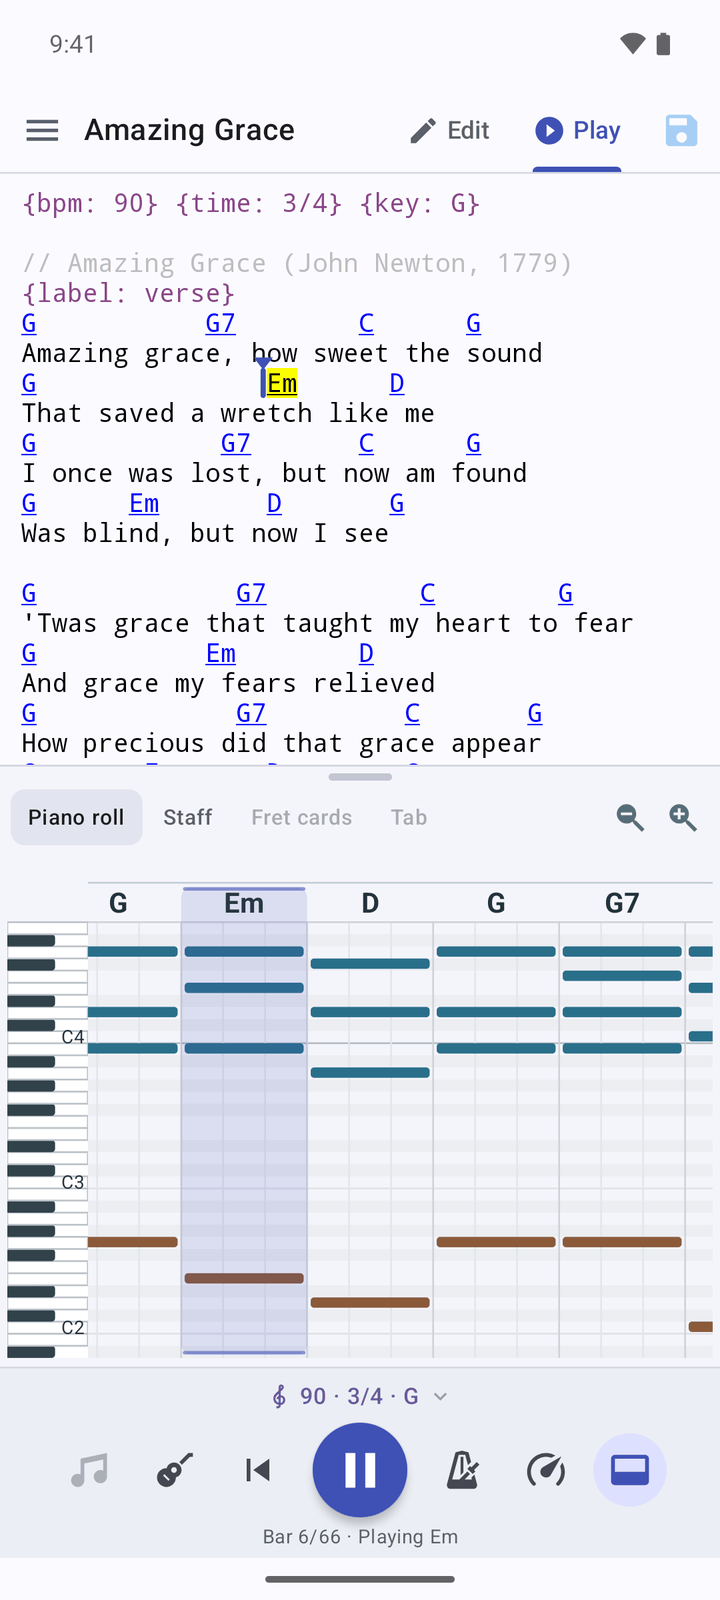 9:41
Amazing Grace Edit Play
{bpm: 90} {time: 3/4} {key: G}
// Amazing Grace (John Newton, 1779)
{label: verse}
G G7 C G
Amazing grace, how sweet the sound
G Em D
That saved a wretch like me
G G7 C G
I once was lost, but now am found
G Em D G
Was blind, but now I see
G G7 C G
'Twas grace that taught my heart to fear
G Em D
And grace my fears relieved
G G7 C G
How precious did that grace appear
Piano roll Staff Fret cards Tab
G Em D G G7
C4
C3
C2
90 · 3/4 · G
Bar 6/66 · Playing Em